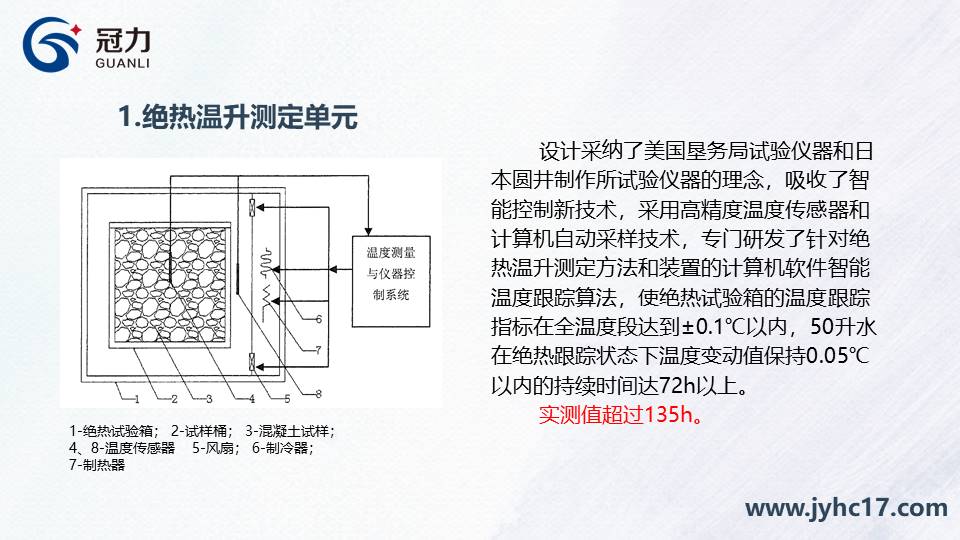 冠力
GUANLI
1.绝热温升测定单元
温度测量
与仪器控
制系统
1
2
3
4
5
6
7
8
1-绝热试验箱； 2-试样桶； 3-混凝土试样；
4、8-温度传感器 5-风扇； 6-制冷器；
7-制热器
设计采纳了美国垦务局试验仪器和日
本圆井制作所试验仪器的理念，吸收了智
能控制新技术，采用高精度温度传感器和
计算机自动采样技术，专门研发了针对绝
热温升测定方法和装置的计算机软件智能
温度跟踪算法，使绝热试验箱的温度跟踪
指标在全温度段达到±0.1℃以内，50升水
在绝热跟踪状态下温度变动值保持0.05℃
以内的持续时间达72h以上。
实测值超过135h。
www.jyhc17.com